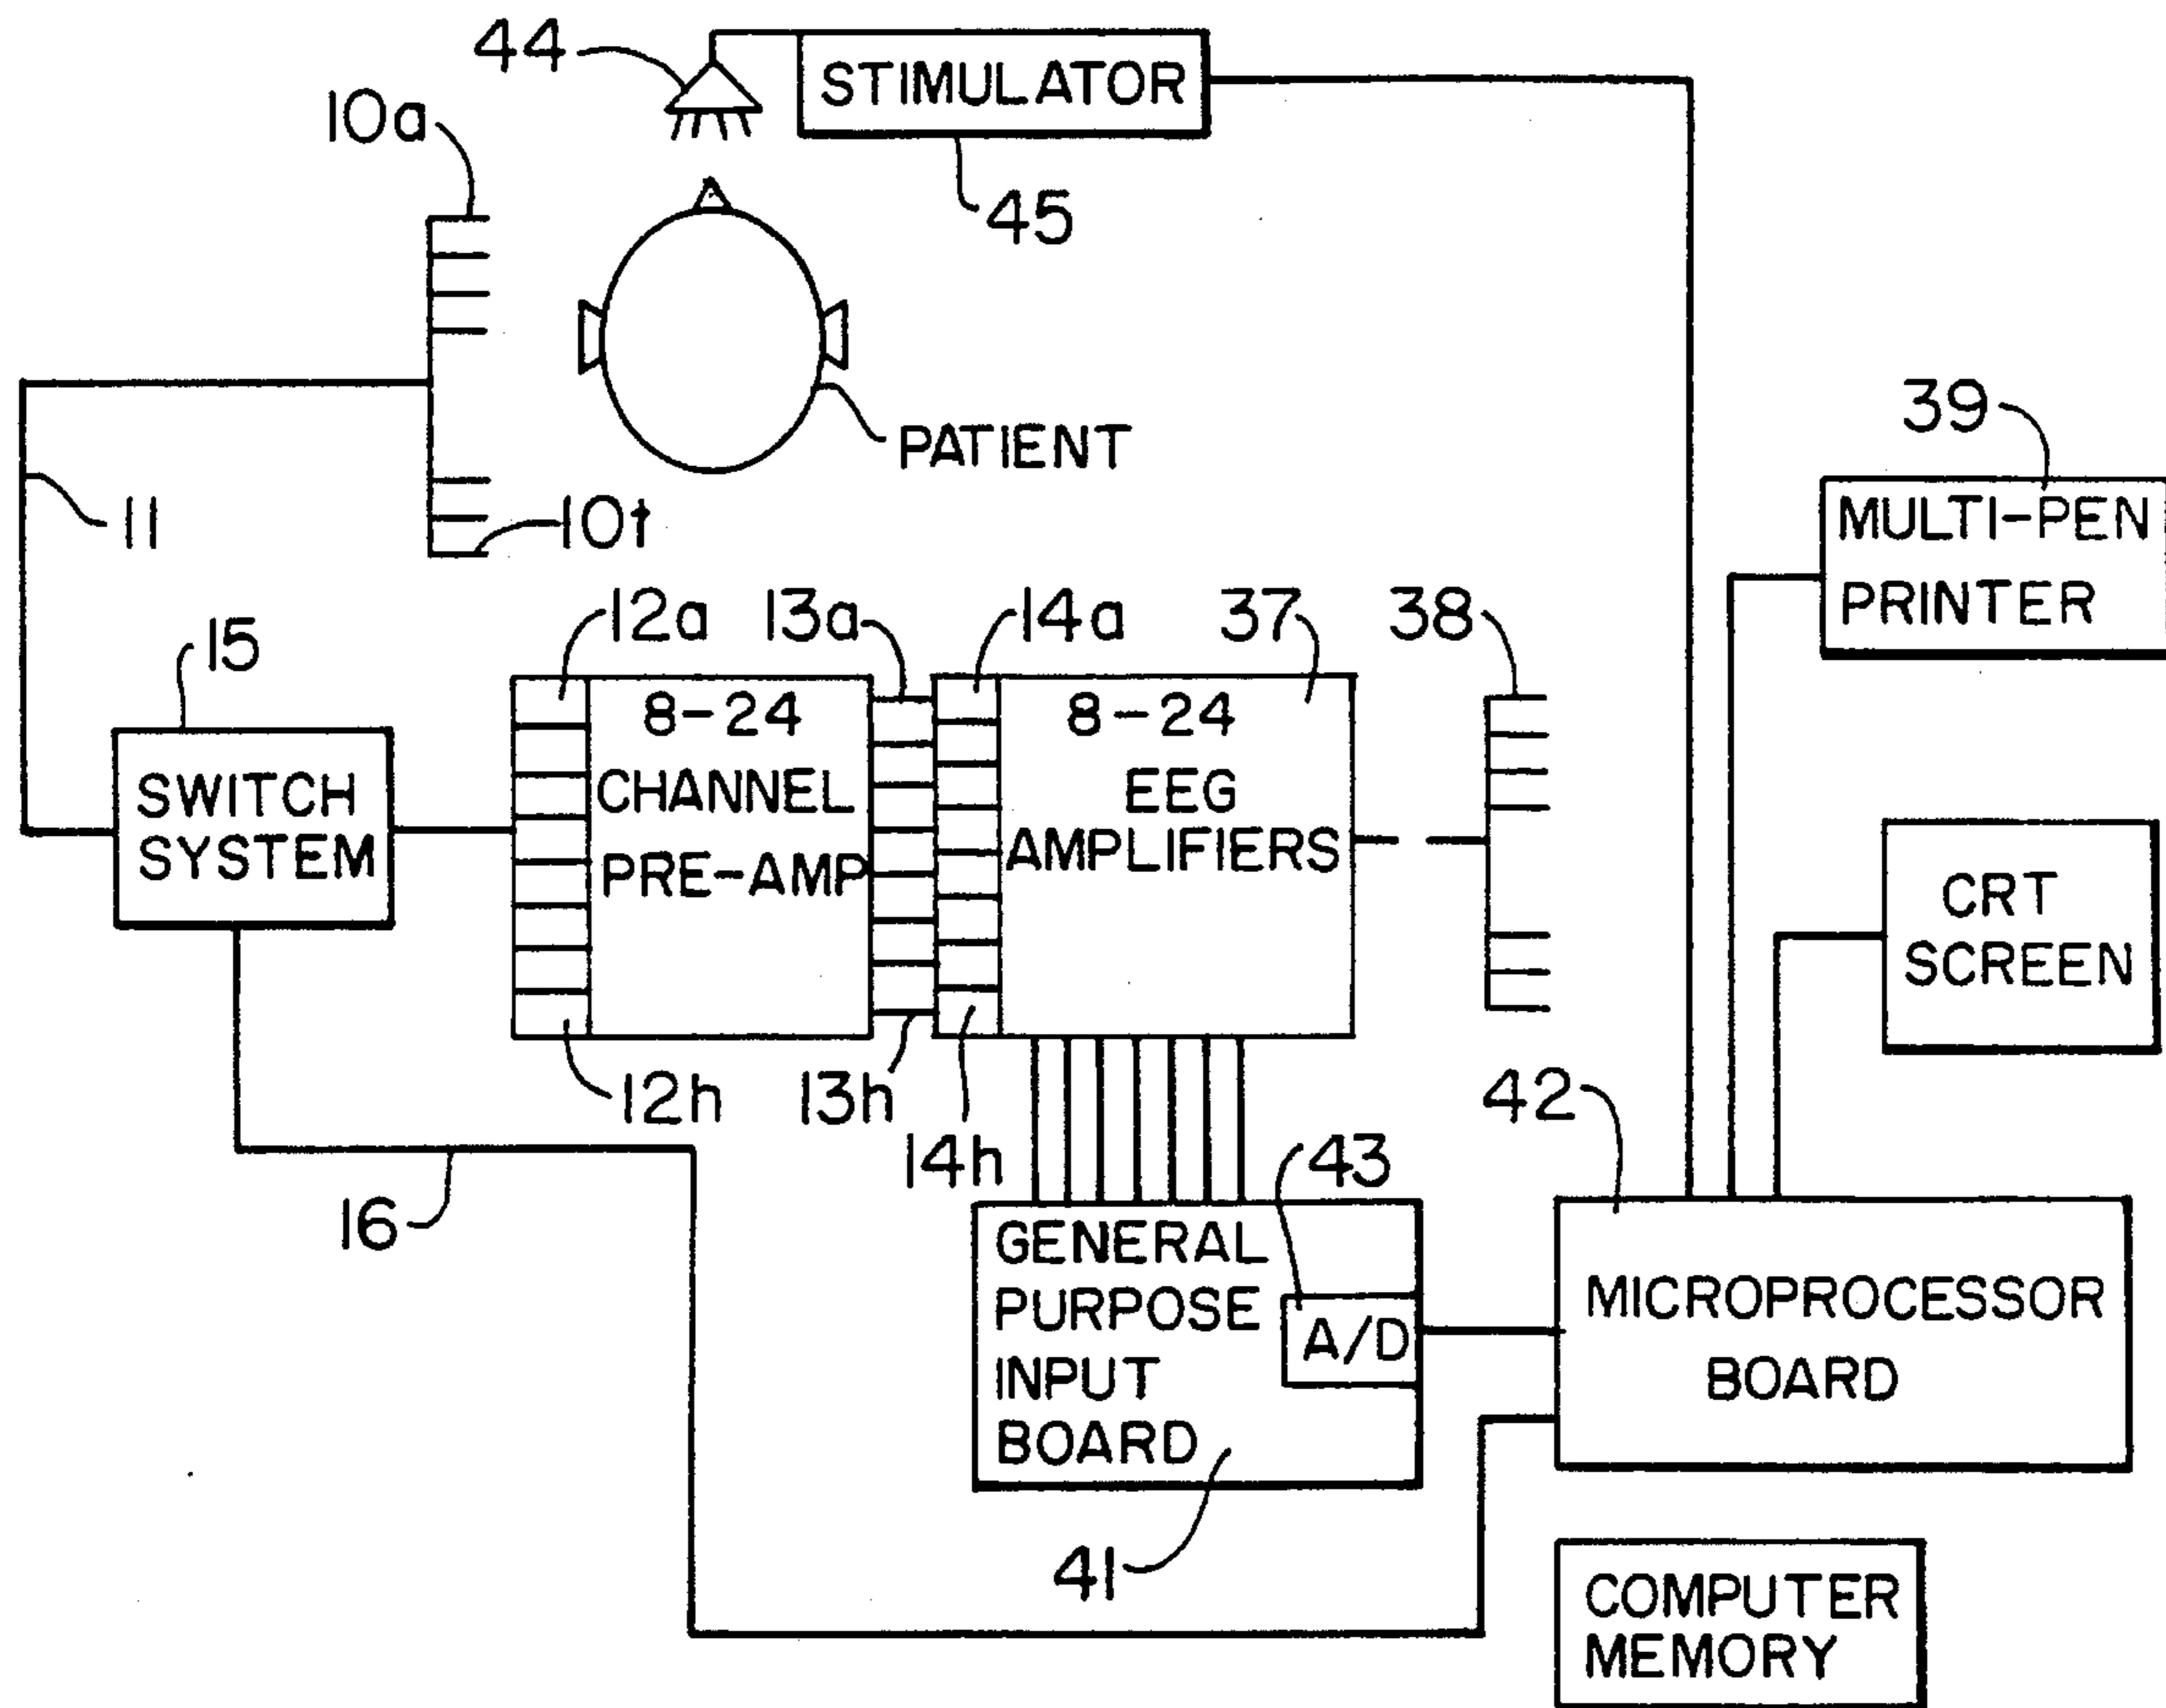 44
STIMULATOR
10a
45
PATIENT
39
MULTI-PEN
PRINTER
11
10t
12a
13a
14a
37
38
15
SWITCH
SYSTEM
8-24
CHANNEL
PRE-AMP
8-24
EEG
AMPLIFIERS
CRT
SCREEN
12h
13h
14h
42
16
43
GENERAL
PURPOSE
INPUT
BOARD
A/D
MICROPROCESSOR
BOARD
41
COMPUTER
MEMORY